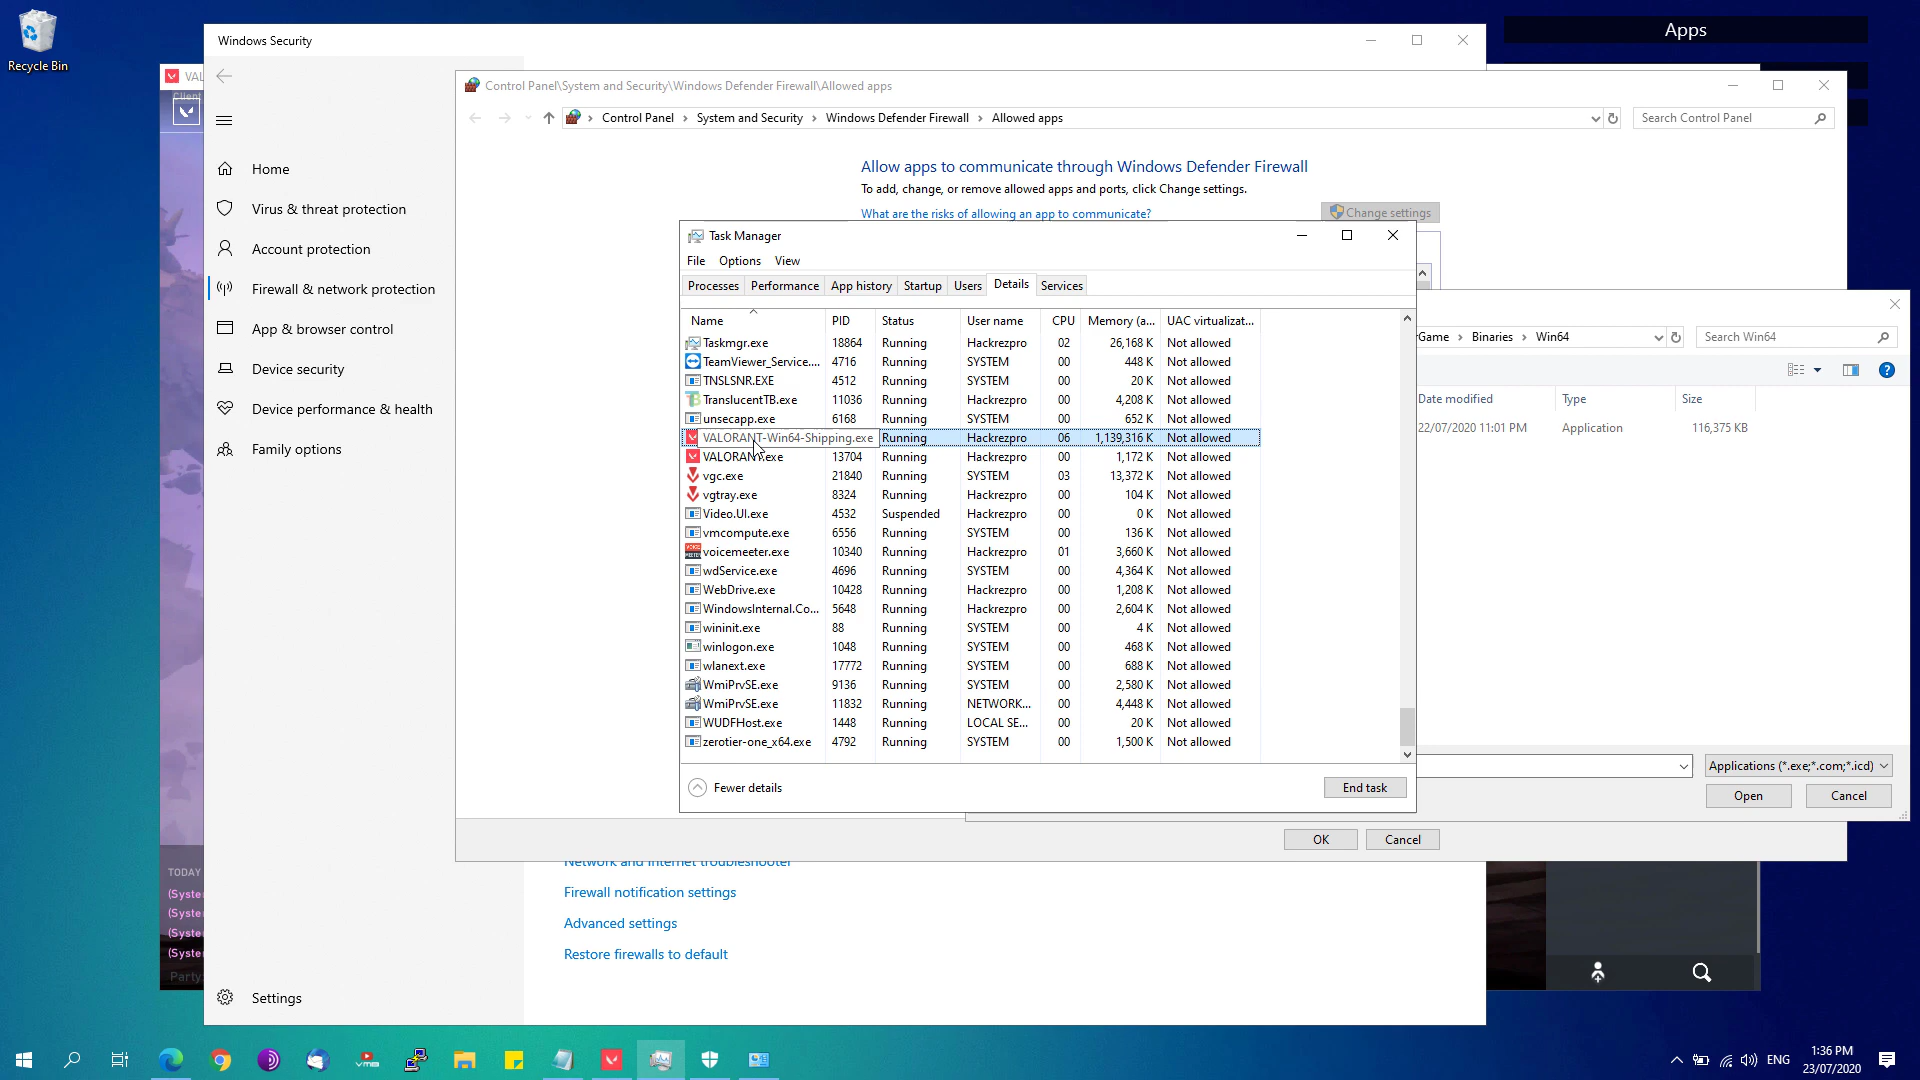 Recycle Bin
Windows Security
Apps
VAL
Client
Control Panel\System and Security\Windows Defender Firewall\Allowed apps
Control Panel > System and Security > Windows Defender Firewall > Allowed apps
Search Control Panel
Home
Virus & threat protection
Account protection
Firewall & network protection
App & browser control
Device security
Device performance & health
Family options
Settings
Allow apps to communicate through Windows Defender Firewall
To add, change, or remove allowed apps and ports, click Change settings.
What are the risks of allowing an app to communicate?
Change settings
Task Manager
File Options View
Processes Performance App history Startup Users Details Services
Name PID Status User name CPU Memory (a... UAC virtualizat...
Taskmgr.exe 18864 Running Hackrezpro 02 26,168 K Not allowed
TeamViewer_Service.... 4716 Running SYSTEM 00 448 K Not allowed
TNSLSNR.EXE 4512 Running SYSTEM 00 20 K Not allowed
TranslucentTB.exe 11036 Running Hackrezpro 00 4,208 K Not allowed
unsecapp.exe 6168 Running SYSTEM 00 652 K Not allowed
VALORANT-Win64-Shipping.exe Running Hackrezpro 06 1,139,316 K Not allowed
VALORANT.exe 13704 Running Hackrezpro 00 1,172 K Not allowed
vgc.exe 21840 Running SYSTEM 03 13,372 K Not allowed
vgtray.exe 8324 Running Hackrezpro 00 104 K Not allowed
Video.UI.exe 4532 Suspended Hackrezpro 00 0 K Not allowed
vmcompute.exe 6556 Running SYSTEM 00 136 K Not allowed
voicemeeter.exe 10340 Running Hackrezpro 01 3,660 K Not allowed
wdService.exe 4696 Running SYSTEM 00 4,364 K Not allowed
WebDrive.exe 10428 Running Hackrezpro 00 1,208 K Not allowed
WindowsInternal.Co... 5648 Running Hackrezpro 00 2,604 K Not allowed
wininit.exe 88 Running SYSTEM 00 4 K Not allowed
winlogon.exe 1048 Running SYSTEM 00 468 K Not allowed
wlanext.exe 17772 Running SYSTEM 00 688 K Not allowed
WmiPrvSE.exe 9136 Running SYSTEM 00 2,580 K Not allowed
WmiPrvSE.exe 11832 Running NETWORK... 00 4,448 K Not allowed
WUDFHost.exe 1448 Running LOCAL SE... 00 20 K Not allowed
zerotier-one_x64.exe 4792 Running SYSTEM 00 1,500 K Not allowed
Fewer details
End task
Game > Binaries > Win64
Search Win64
Date modified Type Size
22/07/2020 11:01 PM Application 116,375 KB
Applications (*.exe;*.com;*.icd)
Open Cancel
OK Cancel
Network and Internet troubleshooter
Firewall notification settings
Advanced settings
Restore firewalls to default
TODAY
(Syste
(Syste
(Syste
(Syste
Party
ENG
1:36 PM
23/07/2020